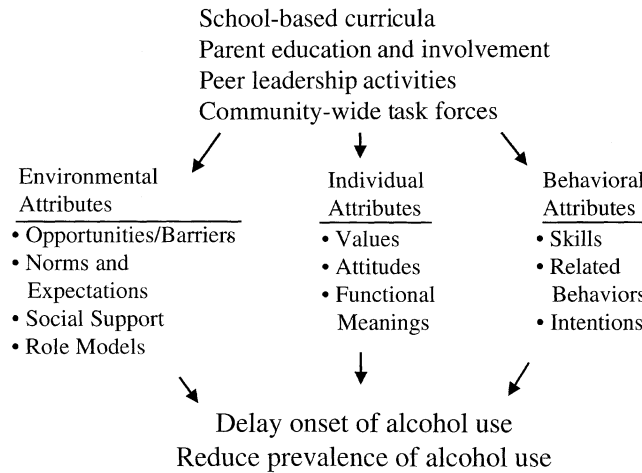 School-based curricula
Parent education and involvement
Peer leadership activities
Community-wide task forces
Environmental
Attributes
• Opportunities/Barriers
• Norms and
Expectations
• Social Support
• Role Models
Individual
Attributes
• Values
• Attitudes
• Functional
Meanings
Behavioral
Attributes
• Skills
• Related
Behaviors
• Intentions
Delay onset of alcohol use
Reduce prevalence of alcohol use